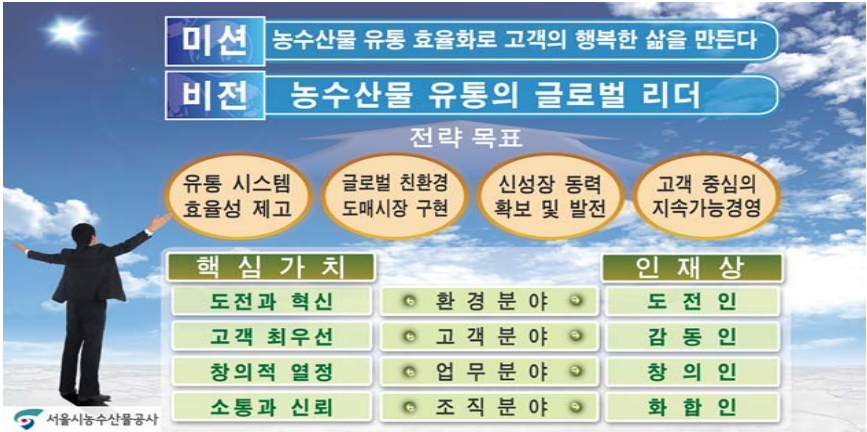 미션 농수산물 유통 효율화로 고객의 행복한 삶을 만든다
비전 농수산물 유통의 글로벌 리더
전략 목표
유통 시스템
효율성 제고
글로벌 친환경
도매시장 구현
신성장 동력
확보 및 발전
고객 중심의
지속가능경영
핵심가치 인재상
도전과 혁신 환경분야 도전인
고객 최우선 고객분야 감동인
창의적 열정 업무분야 창의인
소통과 신뢰 조직분야 화합인
서울시농수산물공사